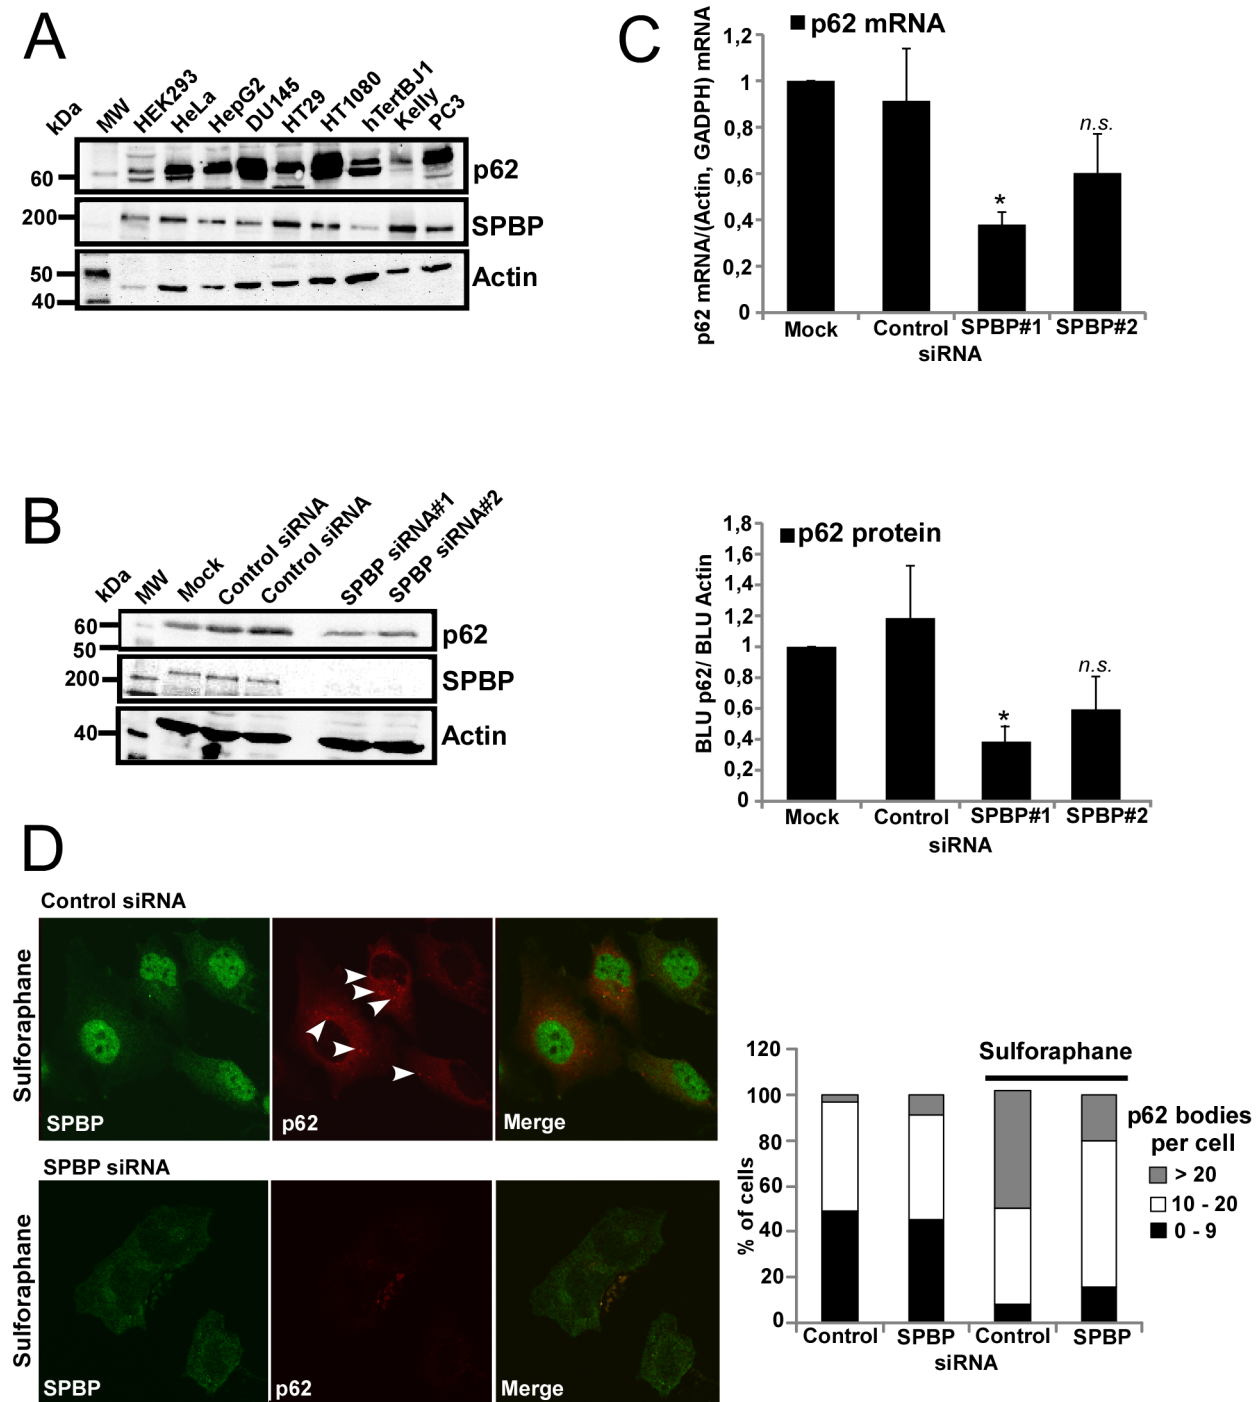 A
kDa
MW
HEK293
HeLa
HepG2
DU145
HT29
HT1080
hTertBJ1
Kelly
PC3
60
p62
200
SPBP
50
40
Actin
C
p62 mRNA
p62 mRNA/(Actin, GADPH) mRNA
1,2
1
0,8
0,6
0,4
0,2
0
*
n.s.
Mock
Control
SPBP#1
SPBP#2
siRNA
B
kDa
MW
Mock
Control siRNA
Control siRNA
SPBP siRNA#1
SPBP siRNA#2
60
50
p62
200
SPBP
40
Actin
p62 protein
BLU p62/ BLU Actin
1,8
1,6
1,4
1,2
1
0,8
0,6
0,4
0,2
0
*
n.s.
Mock
Control
SPBP#1
SPBP#2
siRNA
D
Control siRNA
Sulforaphane
SPBP
p62
Merge
SPBP siRNA
Sulforaphane
SPBP
p62
Merge
% of cells
120
100
80
60
40
20
0
Sulforaphane
p62 bodies
per cell
> 20
10 - 20
0 - 9
Control
SPBP
Control
SPBP
siRNA